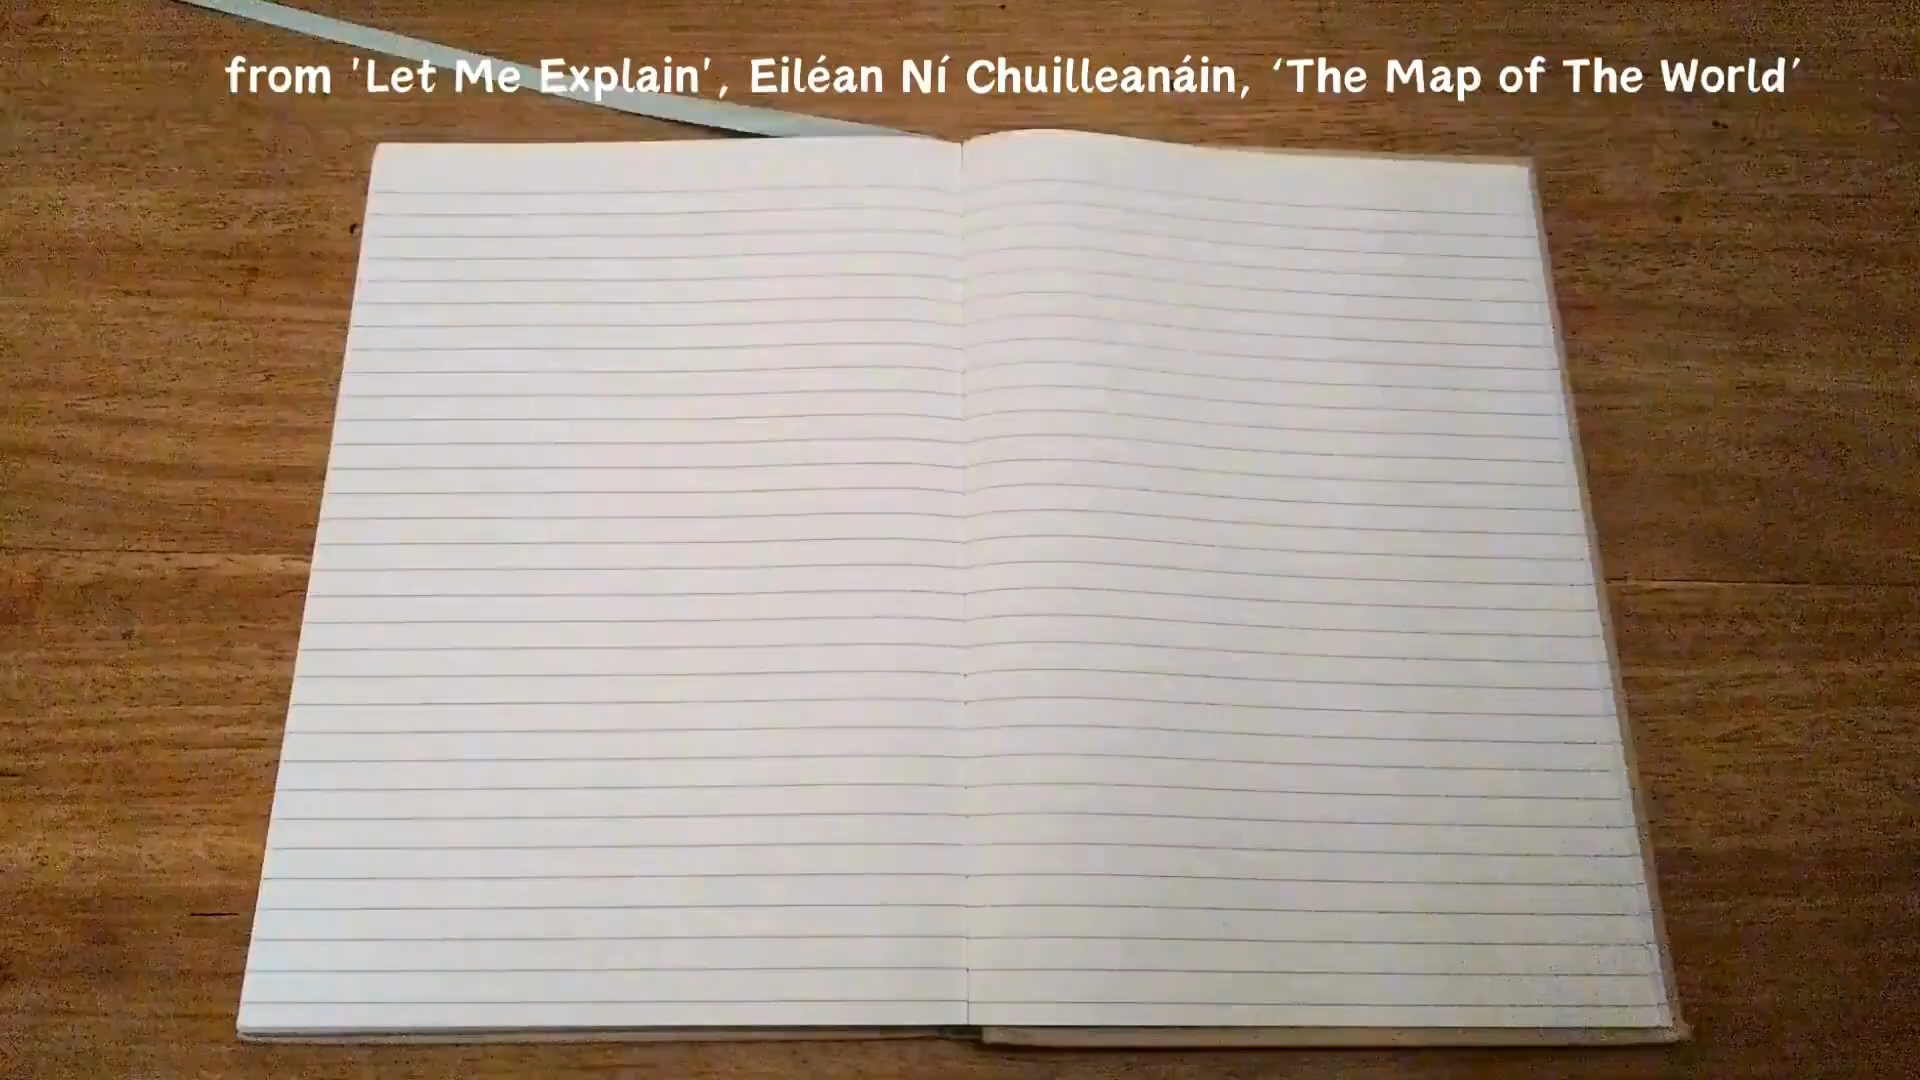 from 'Let Me Explain', Eiléan Ní Chuilleanáin, ‘The Map of The World’